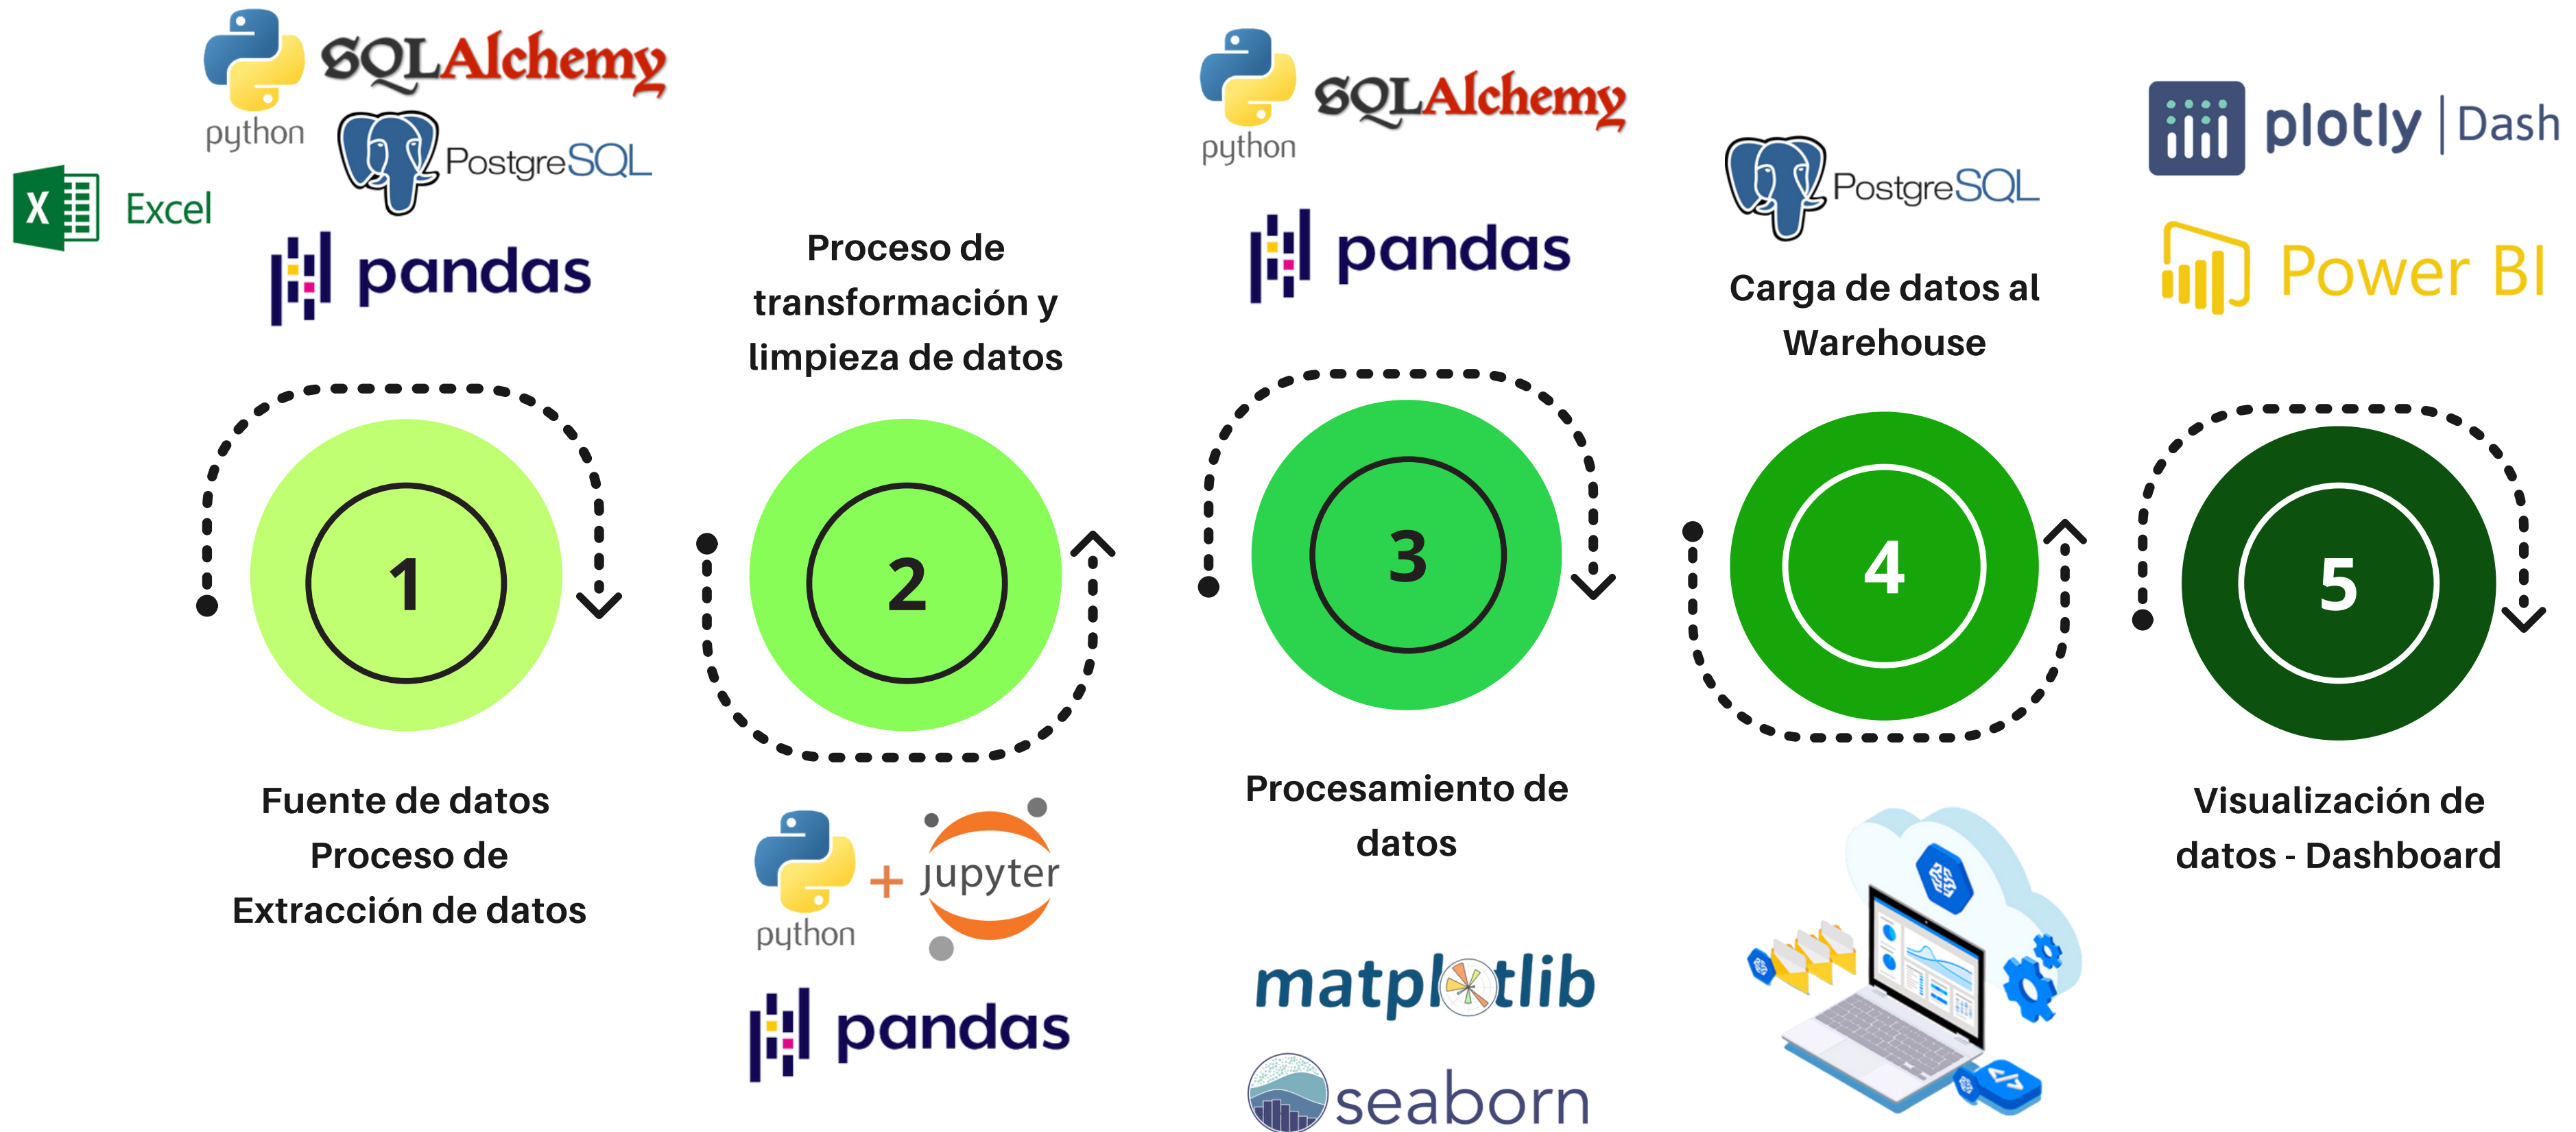 python
SQLAlchemy
PostgreSQL
X Excel
pandas
1
Fuente de datos
Proceso de
Extracción de datos
Proceso de
transformación y
limpieza de datos
2
python
+
jupyter
pandas
python
SQLAlchemy
pandas
3
Procesamiento de
datos
matplotlib
seaborn
PostgreSQL
Carga de datos al
Warehouse
4
</>
plotly | Dash
Power BI
5
Visualización de
datos - Dashboard